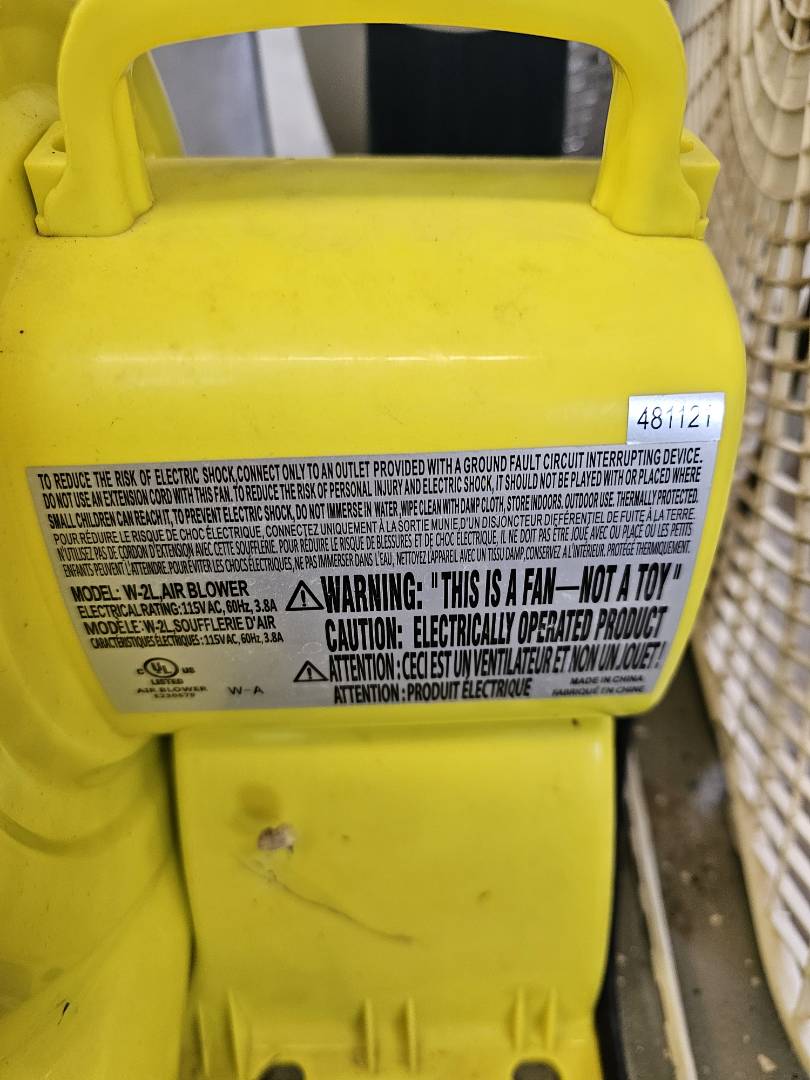 481121
TO REDUCE THE RISK OF ELECTRIC SHOCK,CONNECT ONLY TO AN OUTLET PROVIDED WITH A GROUND FAULT CIRCUIT INTERRUPTING DEVICE.
DO NOT USE AN EXTENSION CORD WITH THIS FAN. TO REDUCE THE RISK OF PERSONAL INJURY AND ELECTRIC SHOCK, IT SHOULD NOT BE PLAYED WITH OR PLACED WHERE
SMALL CHILDREN CAN REACH IT, TO PREVENT ELECTRIC SHOCK, DO NOT IMMERSE IN WATER, WIPE CLEAN WITH DAMP CLOTH, STORE INDOORS. OUTDOOR USE. THERMALLY PROTECTED.
POUR RÉDUIRE LE RISQUE DE CHOC ÉLECTRIQUE, CONNECTEZ UNIQUEMENT À LA SORTIE MUNIE D'UN DISJONCTEUR DIFFÉRENTIEL DE FUITE À LA TERRE.
N'UTILISEZ PAS DE CORDON D'EXTENSION AVEC CETTE SOUFFLERIE. POUR RÉDUIRE LE RISQUE DE BLESSURES ET DE CHOC ÉLECTRIQUE, IL NE DOIT PAS ÊTRE JOUÉ AVEC OU PLACÉ OU LES PETITS
ENFANTS PEUVENT L'ATTEINDRE. POUR ÉVITER LES CHOCS ÉLECTRIQUES, NE PAS IMMERSER DANS L'EAU, NETTOYEZ L'APPAREIL AVEC UN TISSU DAMP, CONSERVEZ A L'INTÉRIEUR. PROTÉGÉ THERMIQUEMENT.
MODEL: W-2L,AIR BLOWER
ELECTRICAL RATING: 115V AC, 60Hz, 3.8A
MODÈLE: W-2L,SOUFFLERIE D'AIR
CARACTÉRISTIQUES ÉLECTRIQUES : 115V AC, 60Hz, 3.8A
C UL US
LISTED
AIR BLOWER
W-A
WARNING: "THIS IS A FAN—NOT A TOY"
CAUTION: ELECTRICALLY OPERATED PRODUCT
ATTENTION : CECI EST UN VENTILATEUR ET NON UN JOUET !
ATTENTION : PRODUIT ÉLECTRIQUE
MADE IN CHINA
FABRIQUÉ EN CHINE